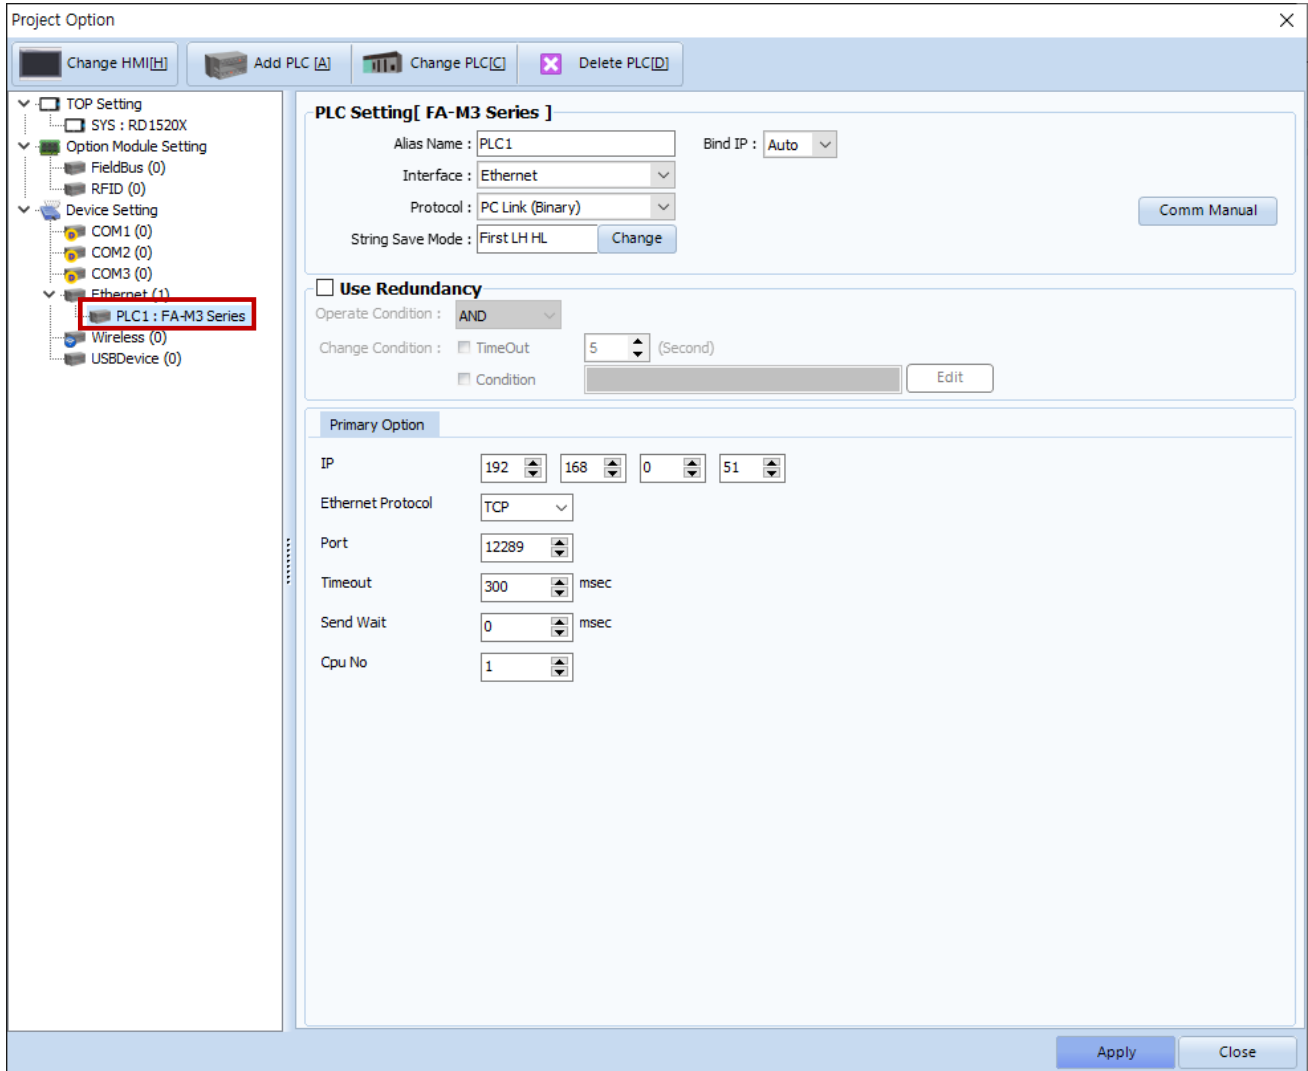 Project Option
Change HMI[H] Add PLC [A] Change PLC[C] Delete PLC[D]
TOP Setting
SYS : RD1520X
Option Module Setting
FieldBus (0)
RFID (0)
Device Setting
COM1 (0)
COM2 (0)
COM3 (0)
Ethernet (1)
PLC1 : FA-M3 Series
Wireless (0)
USBDevice (0)
PLC Setting[ FA-M3 Series ]
Alias Name : PLC1 Bind IP : Auto
Interface : Ethernet
Protocol : PC Link (Binary) Comm Manual
String Save Mode : First LH HL Change
Use Redundancy
Operate Condition : AND
Change Condition : TimeOut 5 (Second)
Condition Edit
Primary Option
IP 192 168 0 51
Ethernet Protocol TCP
Port 12289
Timeout 300 msec
Send Wait 0 msec
Cpu No 1
Apply Close